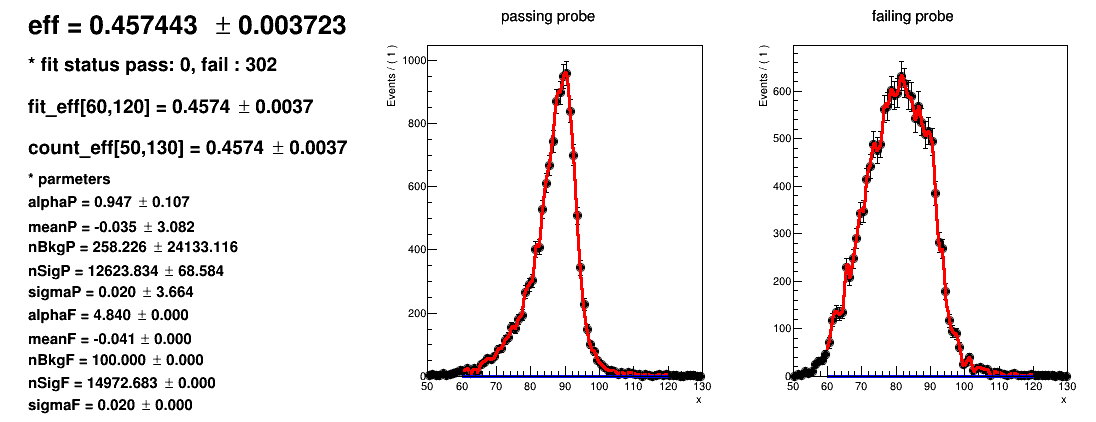 eff = 0.457443 ± 0.003723
* fit status pass: 0, fail : 302
fit_eff[60,120] = 0.4574 ± 0.0037
count_eff[50,130] = 0.4574 ± 0.0037
* parmeters
alphaP = 0.947 ± 0.107
meanP = -0.035 ± 3.082
nBkgP = 258.226 ± 24133.116
nSigP = 12623.834 ± 68.584
sigmaP = 0.020 ± 3.664
alphaF = 4.840 ± 0.000
meanF = -0.041 ± 0.000
nBkgF = 100.000 ± 0.000
nSigF = 14972.683 ± 0.000
sigmaF = 0.020 ± 0.000
passing probe
Events / ( 1 )
1000
800
600
400
200
0
50 60 70 80 90 100 110 120 130
x
failing probe
Events / ( 1 )
600
500
400
300
200
100
0
50 60 70 80 90 100 110 120 130
x